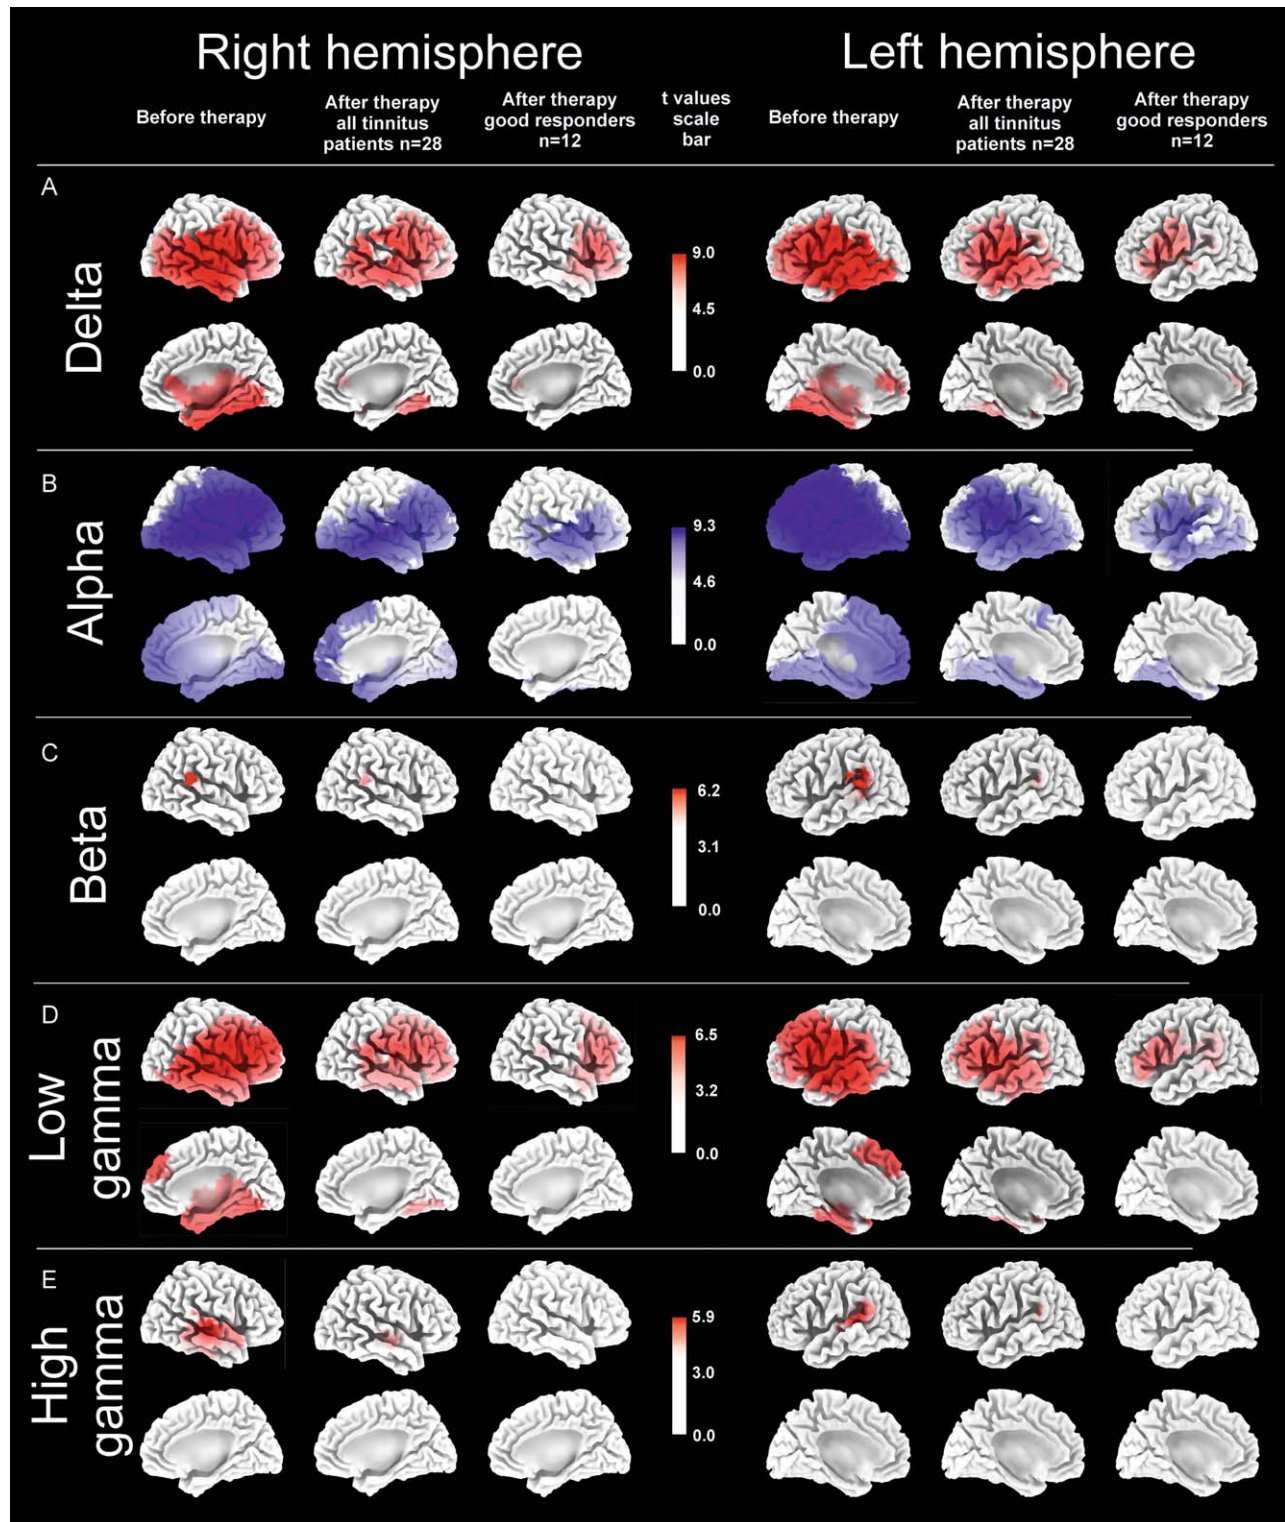 Right hemisphere
Left hemisphere
Before therapy
After therapy
all tinnitus
patients n=28
After therapy
good responders
n=12
t values
scale
bar
Before therapy
After therapy
all tinnitus
patients n=28
After therapy
good responders
n=12
A
Delta
9.0
4.5
0.0
B
Alpha
9.3
4.6
0.0
C
Beta
6.2
3.1
0.0
D
Low
gamma
6.5
3.2
0.0
E
High
gamma
5.9
3.0
0.0